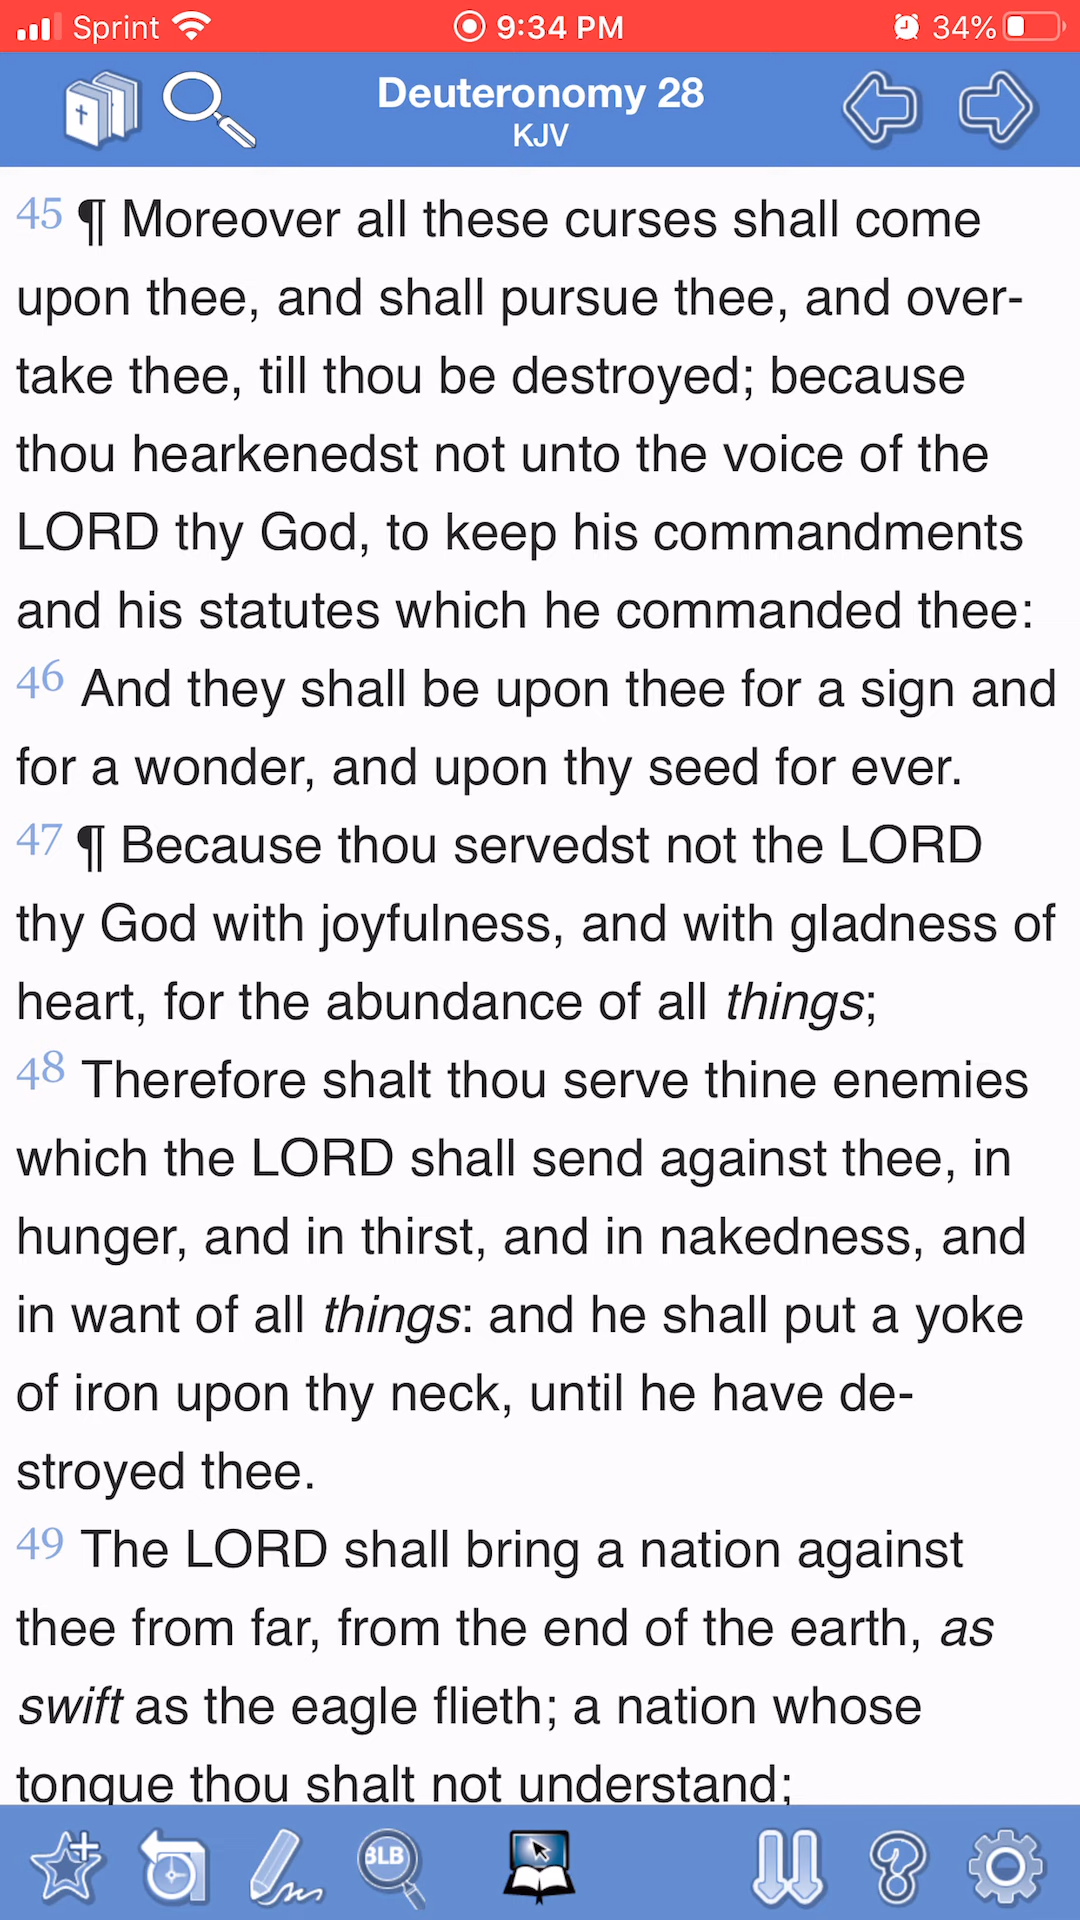 Sprint 9:34 PM 34%
Deuteronomy 28
KJV
45 ¶ Moreover all these curses shall come
upon thee, and shall pursue thee, and over-
take thee, till thou be destroyed; because
thou hearkenedst not unto the voice of the
LORD thy God, to keep his commandments
and his statutes which he commanded thee:
46 And they shall be upon thee for a sign and
for a wonder, and upon thy seed for ever.
47 ¶ Because thou servedst not the LORD
thy God with joyfulness, and with gladness of
heart, for the abundance of all things;
48 Therefore shalt thou serve thine enemies
which the LORD shall send against thee, in
hunger, and in thirst, and in nakedness, and
in want of all things: and he shall put a yoke
of iron upon thy neck, until he have de-
stroyed thee.
49 The LORD shall bring a nation against
thee from far, from the end of the earth, as
swift as the eagle flieth; a nation whose
tongue thou shalt not understand;
BLB